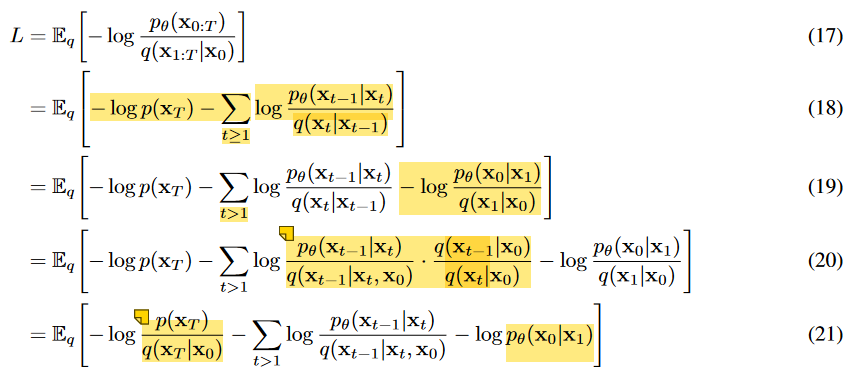 L = 𝔼_q [ −log p_θ(x_{0:T}) / q(x_{1:T}|x_0) ] (17)
= 𝔼_q [ −log p(x_T) − ∑_{t≥1} log p_θ(x_{t−1}|x_t) / q(x_t|x_{t−1}) ] (18)
= 𝔼_q [ −log p(x_T) − ∑_{t>1} log p_θ(x_{t−1}|x_t) / q(x_t|x_{t−1}) − log p_θ(x_0|x_1) / q(x_1|x_0) ] (19)
= 𝔼_q [ −log p(x_T) − ∑_{t>1} log p_θ(x_{t−1}|x_t) / q(x_{t−1}|x_t, x_0) · q(x_{t−1}|x_0) / q(x_t|x_0) − log p_θ(x_0|x_1) / q(x_1|x_0) ] (20)
= 𝔼_q [ −log p(x_T) / q(x_T|x_0) − ∑_{t>1} log p_θ(x_{t−1}|x_t) / q(x_{t−1}|x_t, x_0) − log p_θ(x_0|x_1) ] (21)